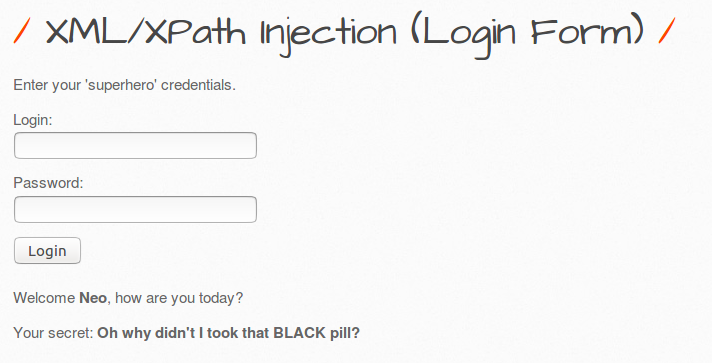 / XML/XPath Injection (Login Form) /
Enter your 'superhero' credentials.
Login:
Password:
Login
Welcome Neo, how are you today?
Your secret: Oh why didn't I took that BLACK pill?